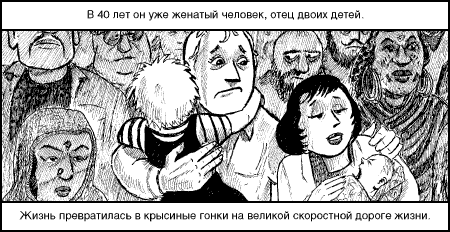 В 40 лет он уже женатый человек, отец двоих детей.
Жизнь превратилась в крысиные гонки на великой скоростной дороге жизни.